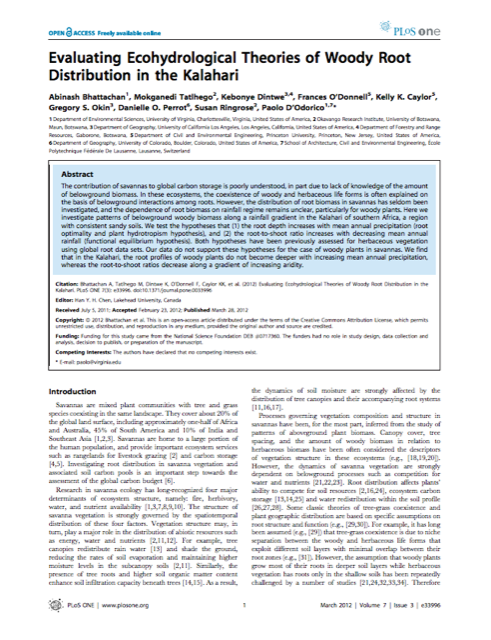 OPEN ACCESS Freely available online
PLoS one
Evaluating Ecohydrological Theories of Woody Root
Distribution in the Kalahari
Abinash Bhattachan1, Mokganedi Tatlhego2, Kebonye Dintwe3,4, Frances O'Donnell5, Kelly K. Caylor5,
Gregory S. Okin3, Danielle O. Perrot6, Susan Ringrose2, Paolo D'Odorico1,7*
1 Department of Environmental Sciences, University of Virginia, Charlottesville, Virginia, United States of America, 2 Okavango Research Institute, University of Botswana,
Maun, Botswana, 3 Department of Geography, University of California Los Angeles, Los Angeles, California, United States of America, 4 Department of Forestry and Range
Resources, Gaborone, Botswana, 5 Department of Civil and Environmental Engineering, Princeton University, Princeton, New Jersey, United States of America,
6 Department of Geography, University of Colorado, Boulder, Colorado, United States of America, 7 School of Architecture, Civil and Environmental Engineering, École
Polytechnique Fédérale De Lausanne, Lausanne, Switzerland
Abstract
The contribution of savannas to global carbon storage is poorly understood, in part due to lack of knowledge of the amount
of belowground biomass. In these ecosystems, the coexistence of woody and herbaceous life forms is often explained on
the basis of belowground interactions among roots. However, the distribution of root biomass in savannas has seldom been
investigated, and the dependence of root biomass on rainfall regime remains unclear, particularly for woody plants. Here we
investigate patterns of belowground woody biomass along a rainfall gradient in the Kalahari of southern Africa, a region
with consistent sandy soils. We test the hypotheses that (1) the root depth increases with mean annual precipitation (root
optimality and plant hydrotropism hypothesis), and (2) the root-to-shoot ratio increases with decreasing mean annual
rainfall (functional equilibrium hypothesis). Both hypotheses have been previously assessed for herbaceous vegetation
using global root data sets. Our data do not support these hypotheses for the case of woody plants in savannas. We find
that in the Kalahari, the root profiles of woody plants do not become deeper with increasing mean annual precipitation,
whereas the root-to-shoot ratios decrease along a gradient of increasing aridity.
Citation: Bhattachan A, Tatlhego M, Dintwe K, O'Donnell F, Caylor KK, et al. (2012) Evaluating Ecohydrological Theories of Woody Root Distribution in the
Kalahari. PLoS ONE 7(3): e33996. doi:10.1371/journal.pone.0033996
Editor: Han Y. H. Chen, Lakehead University, Canada
Received July 5, 2011; Accepted February 23, 2012; Published March 28, 2012
Copyright: © 2012 Bhattachan et al. This is an open-access article distributed under the terms of the Creative Commons Attribution License, which permits
unrestricted use, distribution, and reproduction in any medium, provided the original author and source are credited.
Funding: Funding for this study came from the National Science Foundation DEB (0717360). The funders had no role in study design, data collection and
analysis, decision to publish, or preparation of the manuscript.
Competing Interests: The authors have declared that no competing interests exist.
* E-mail: paolo@virginia.edu
Introduction
Savannas are mixed plant communities with tree and grass
species coexisting in the same landscape. They cover about 20% of
the global land surface, including approximately one-half of Africa
and Australia, 45% of South America and 10% of India and
Southeast Asia [1,2,3]. Savannas are home to a large portion of
the human population, and provide important ecosystem services
such as rangelands for livestock grazing [2] and carbon storage
[4,5]. Investigating root distribution in savanna vegetation and
associated soil carbon pools is an important step towards the
assessment of the global carbon budget [6].
Research in savanna ecology has long-recognized four major
determinants of ecosystem structure, namely: fire, herbivory,
water, and nutrient availability [1,3,7,8,9,10]. The structure of
savanna vegetation is strongly governed by the spatiotemporal
distribution of these four factors. Vegetation structure may, in
turn, play a major role in the distribution of abiotic resources such
as energy, water and nutrients [2,11,12]. For example, tree
canopies redistribute rain water [13] and shade the ground,
reducing the rates of soil evaporation and maintaining higher
moisture levels in the subcanopy soils [2,11]. Similarly, the
presence of tree roots and higher soil organic matter content
enhance soil infiltration capacity beneath trees [14,15]. As a result,
the dynamics of soil moisture are strongly affected by the
distribution of tree canopies and their accompanying root systems
[11,16,17].
Processes governing vegetation composition and structure in
savannas have been, for the most part, inferred from the study of
patterns of aboveground plant biomass. Canopy cover, tree
spacing, and the amount of woody biomass in relation to
herbaceous biomass have been often considered the descriptors
of vegetation structure in these ecosystems (e.g., [18,19,20]).
However, the dynamics of savanna vegetation are strongly
dependent on belowground processes such as competition for
water and nutrients [21,22,23]. Root distribution affects plants'
ability to compete for soil resources [2,16,24], ecosystem carbon
storage [13,14,25] and water redistribution within the soil profile
[26,27,28]. Some classic theories of tree-grass coexistence and
plant geographic distribution are based on specific assumptions on
root structure and function (e.g., [29,30]). For example, it has long
been assumed (e.g., [29]) that tree-grass coexistence is due to niche
separation between the woody and herbaceous life forms that
exploit different soil layers with minimal overlap between their
root zones (e.g., [31]). However, the assumption that woody plants
grow most of their roots in deeper soil layers while herbaceous
vegetation has roots only in the shallow soils has been repeatedly
challenged by a number of studies [21,24,32,33,34]. Therefore
PLoS ONE | www.plosone.org
1
March 2012 | Volume 7 | Issue 3 | e33996